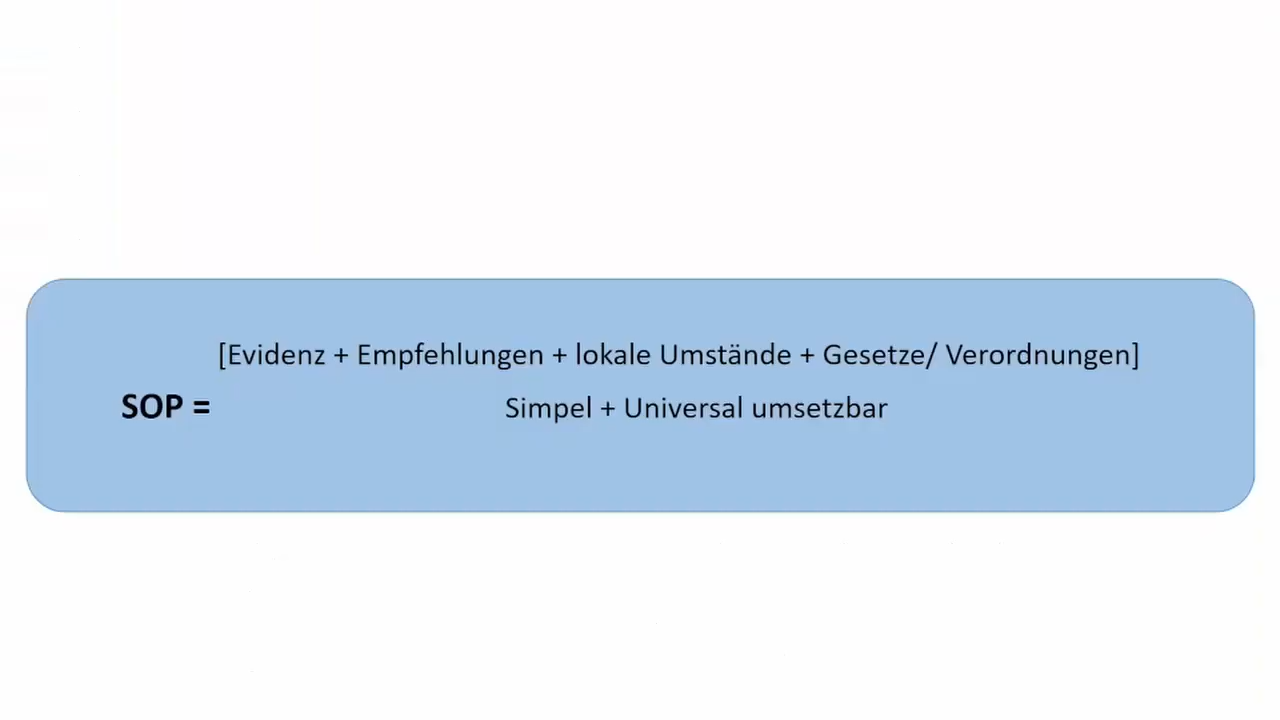 [Evidenz + Empfehlungen + lokale Umstände + Gesetze/ Verordnungen]
SOP = Simpel + Universal umsetzbar